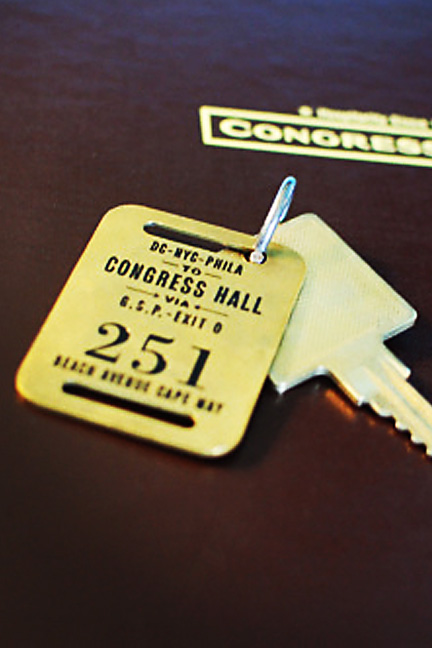 CONGRESS
DC-NYC-PHILA
TO
CONGRESS HALL
VIA
G.S.P.-EXIT 0
251
BEACH AVENUE CAPE MAY